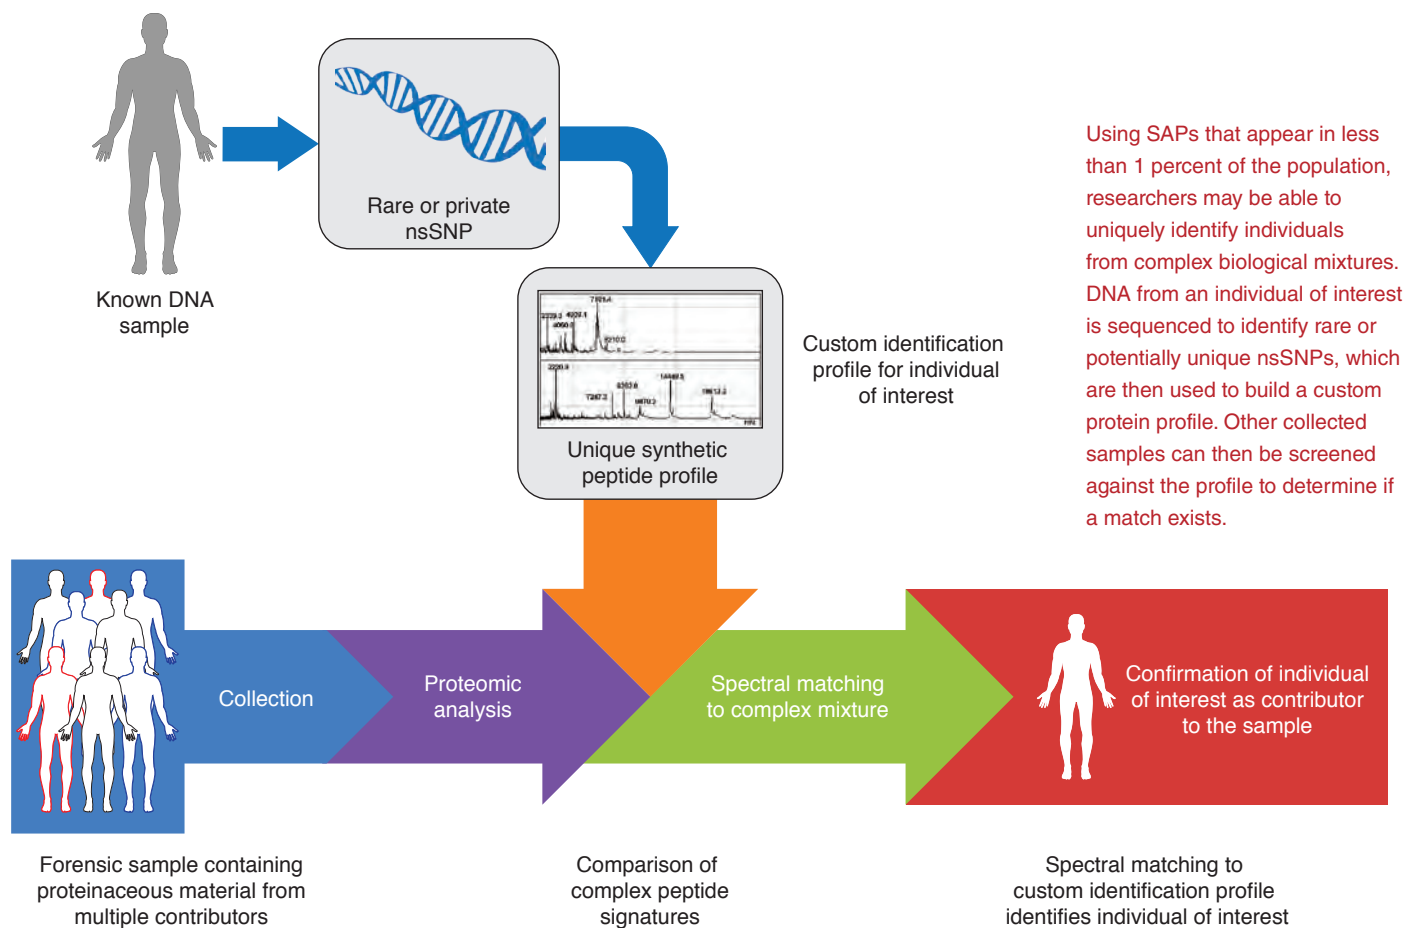 Rare or private
nsSNP
Known DNA
sample
Using SAPs that appear in less
than 1 percent of the population,
researchers may be able to
uniquely identify individuals
from complex biological mixtures.
DNA from an individual of interest
is sequenced to identify rare or
potentially unique nsSNPs, which
are then used to build a custom
protein profile. Other collected
samples can then be screened
against the profile to determine if
a match exists.
Unique synthetic
peptide profile
Custom identification
profile for individual
of interest
Collection
Proteomic
analysis
Spectral matching
to complex mixture
Confirmation of individual
of interest as contributor
to the sample
Forensic sample containing
proteinaceous material from
multiple contributors
Comparison of
complex peptide
signatures
Spectral matching to
custom identification profile
identifies individual of interest